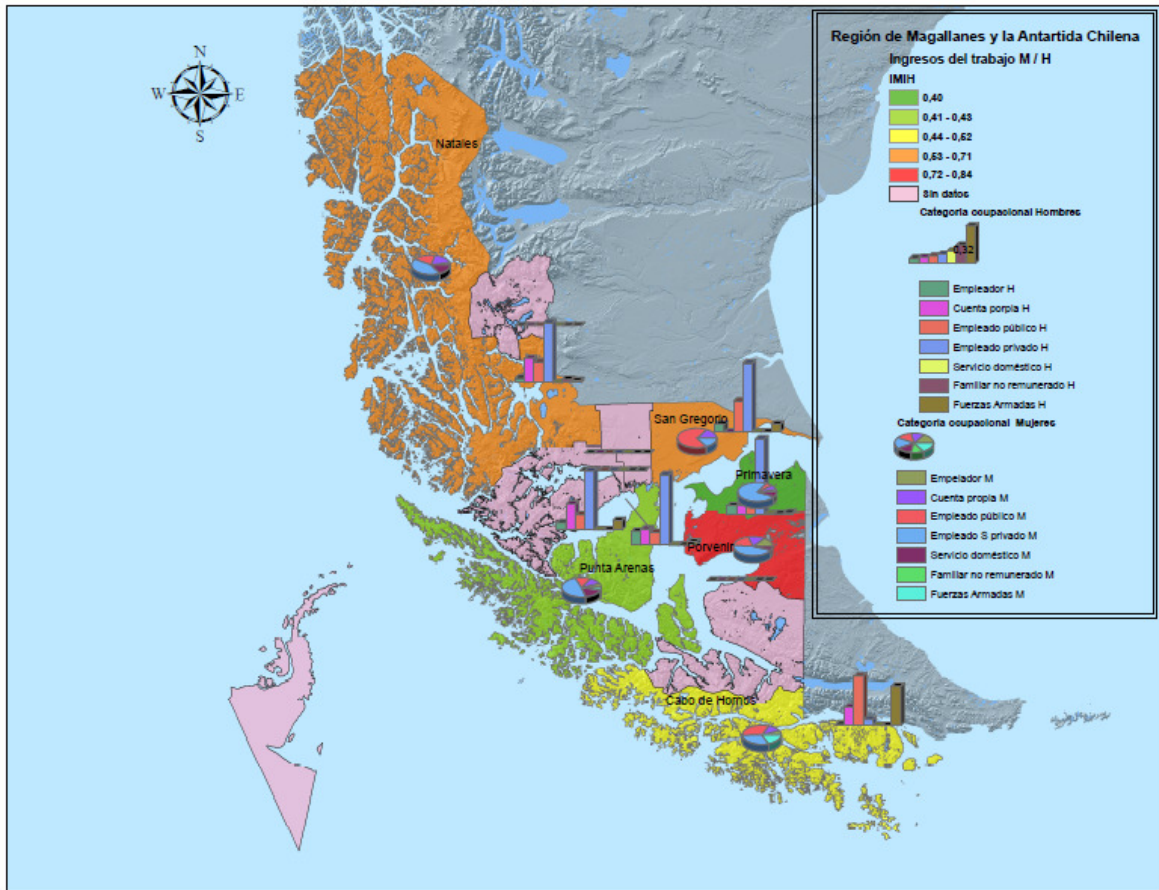 Región de Magallanes y la Antartida Chilena
Ingresos del trabajo M / H
IMIH
0,40
0,41 - 0,43
0,44 - 0,52
0,53 - 0,71
0,72 - 0,84
Sin datos
Categoria ocupacional Hombres
0,32
Empleador H
Cuenta porpia H
Empleado público H
Empleado privado H
Servicio doméstico H
Familiar no remunerado H
Fuerzas Armadas H
Categoria ocupacional Mujeres
Empelador M
Cuenta propia M
Empleado público M
Empleado S privado M
Servicio doméstico M
Familiar no remunerado M
Fuerzas Armadas M
N
W E
S
Natales
San Gregorio
Primavera
Porvenir
Punta Arenas
Cabo de Hornos